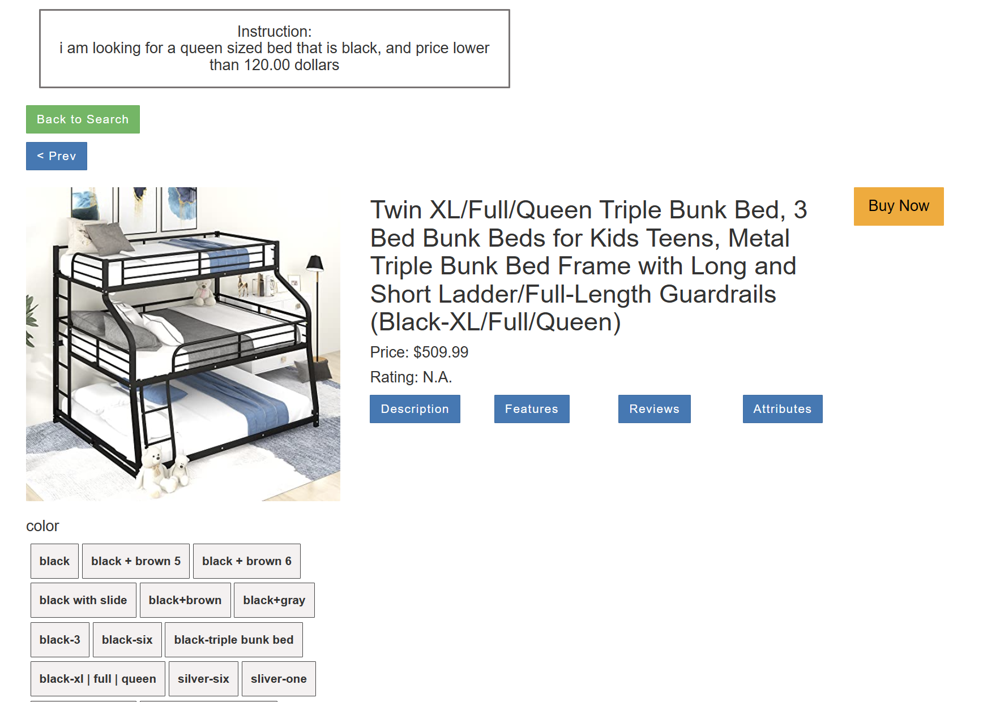 Instruction:
i am looking for a queen sized bed that is black, and price lower
than 120.00 dollars
Back to Search
< Prev
Twin XL/Full/Queen Triple Bunk Bed, 3
Bed Bunk Beds for Kids Teens, Metal
Triple Bunk Bed Frame with Long and
Short Ladder/Full-Length Guardrails
(Black-XL/Full/Queen)
Buy Now
Price: $509.99
Rating: N.A.
Description Features Reviews Attributes
color
black black + brown 5 black + brown 6
black with slide black+brown black+gray
black-3 black-six black-triple bunk bed
black-xl | full | queen silver-six sliver-one